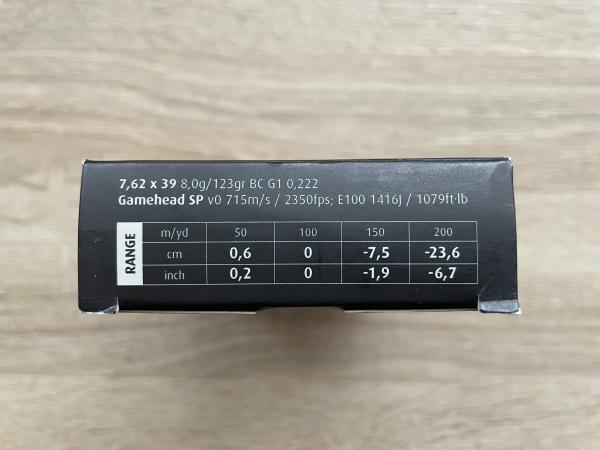 7,62 x 39 8,0g/123gr BC G1 0,222
Gamehead SP v0 715m/s / 2350fps; E100 1416J / 1079ft·lb
RANGE
m/yd 50 100 150 200
cm 0,6 0 -7,5 -23,6
inch 0,2 0 -1,9 -6,7